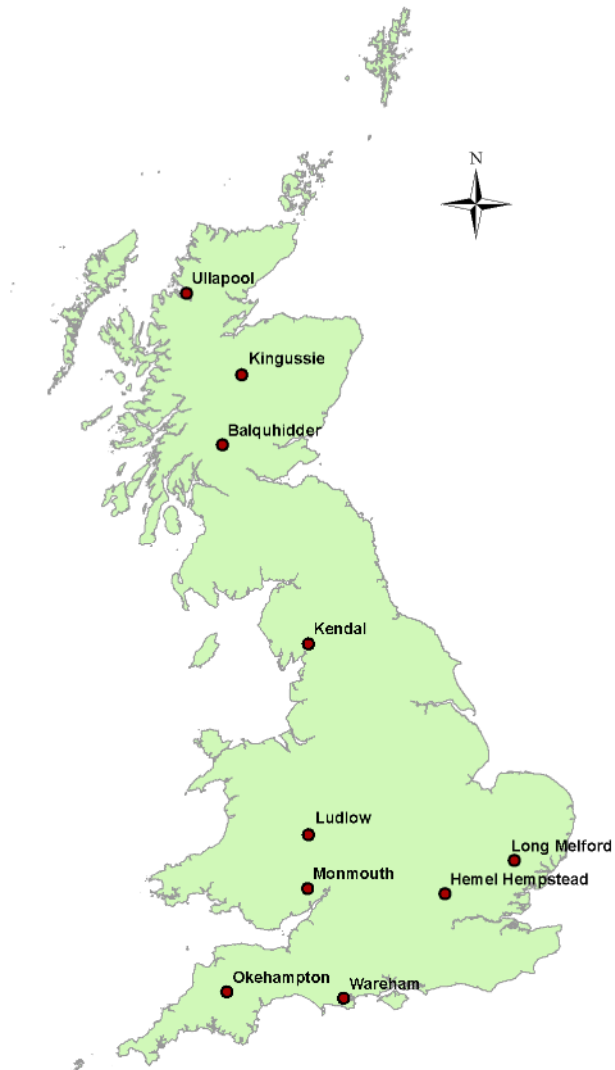 N
Ullapool
Kingussie
Balquhidder
Kendal
Ludlow
Long Melford
Monmouth
Hemel Hempstead
Okehampton
Wareham